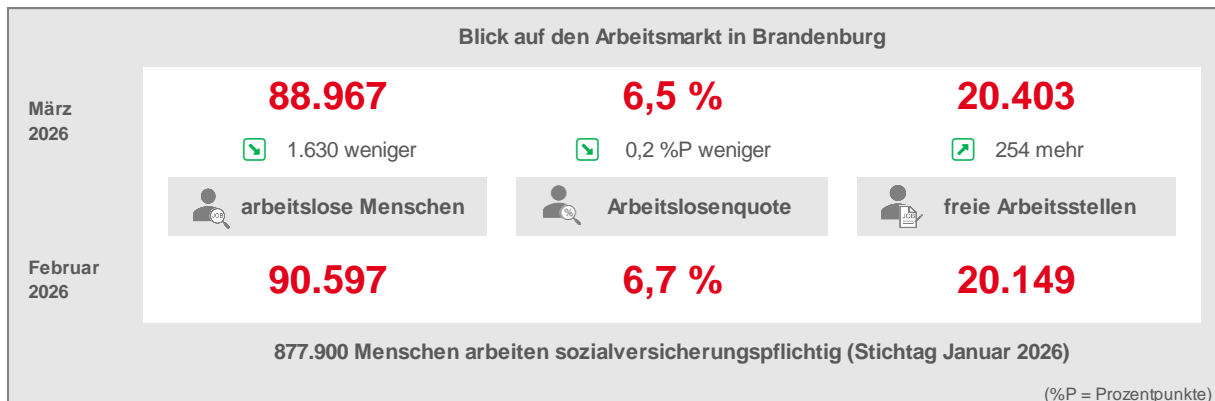 Blick auf den Arbeitsmarkt in Brandenburg
März
2026
88.967
6,5 %
20.403
1.630 weniger
0,2 %P weniger
254 mehr
JOB
arbeitslose Menschen
%
Arbeitslosenquote
JOB
freie Arbeitsstellen
Februar
2026
90.597
6,7 %
20.149
877.900 Menschen arbeiten sozialversicherungspflichtig (Stichtag Januar 2026)
(%P = Prozentpunkte)